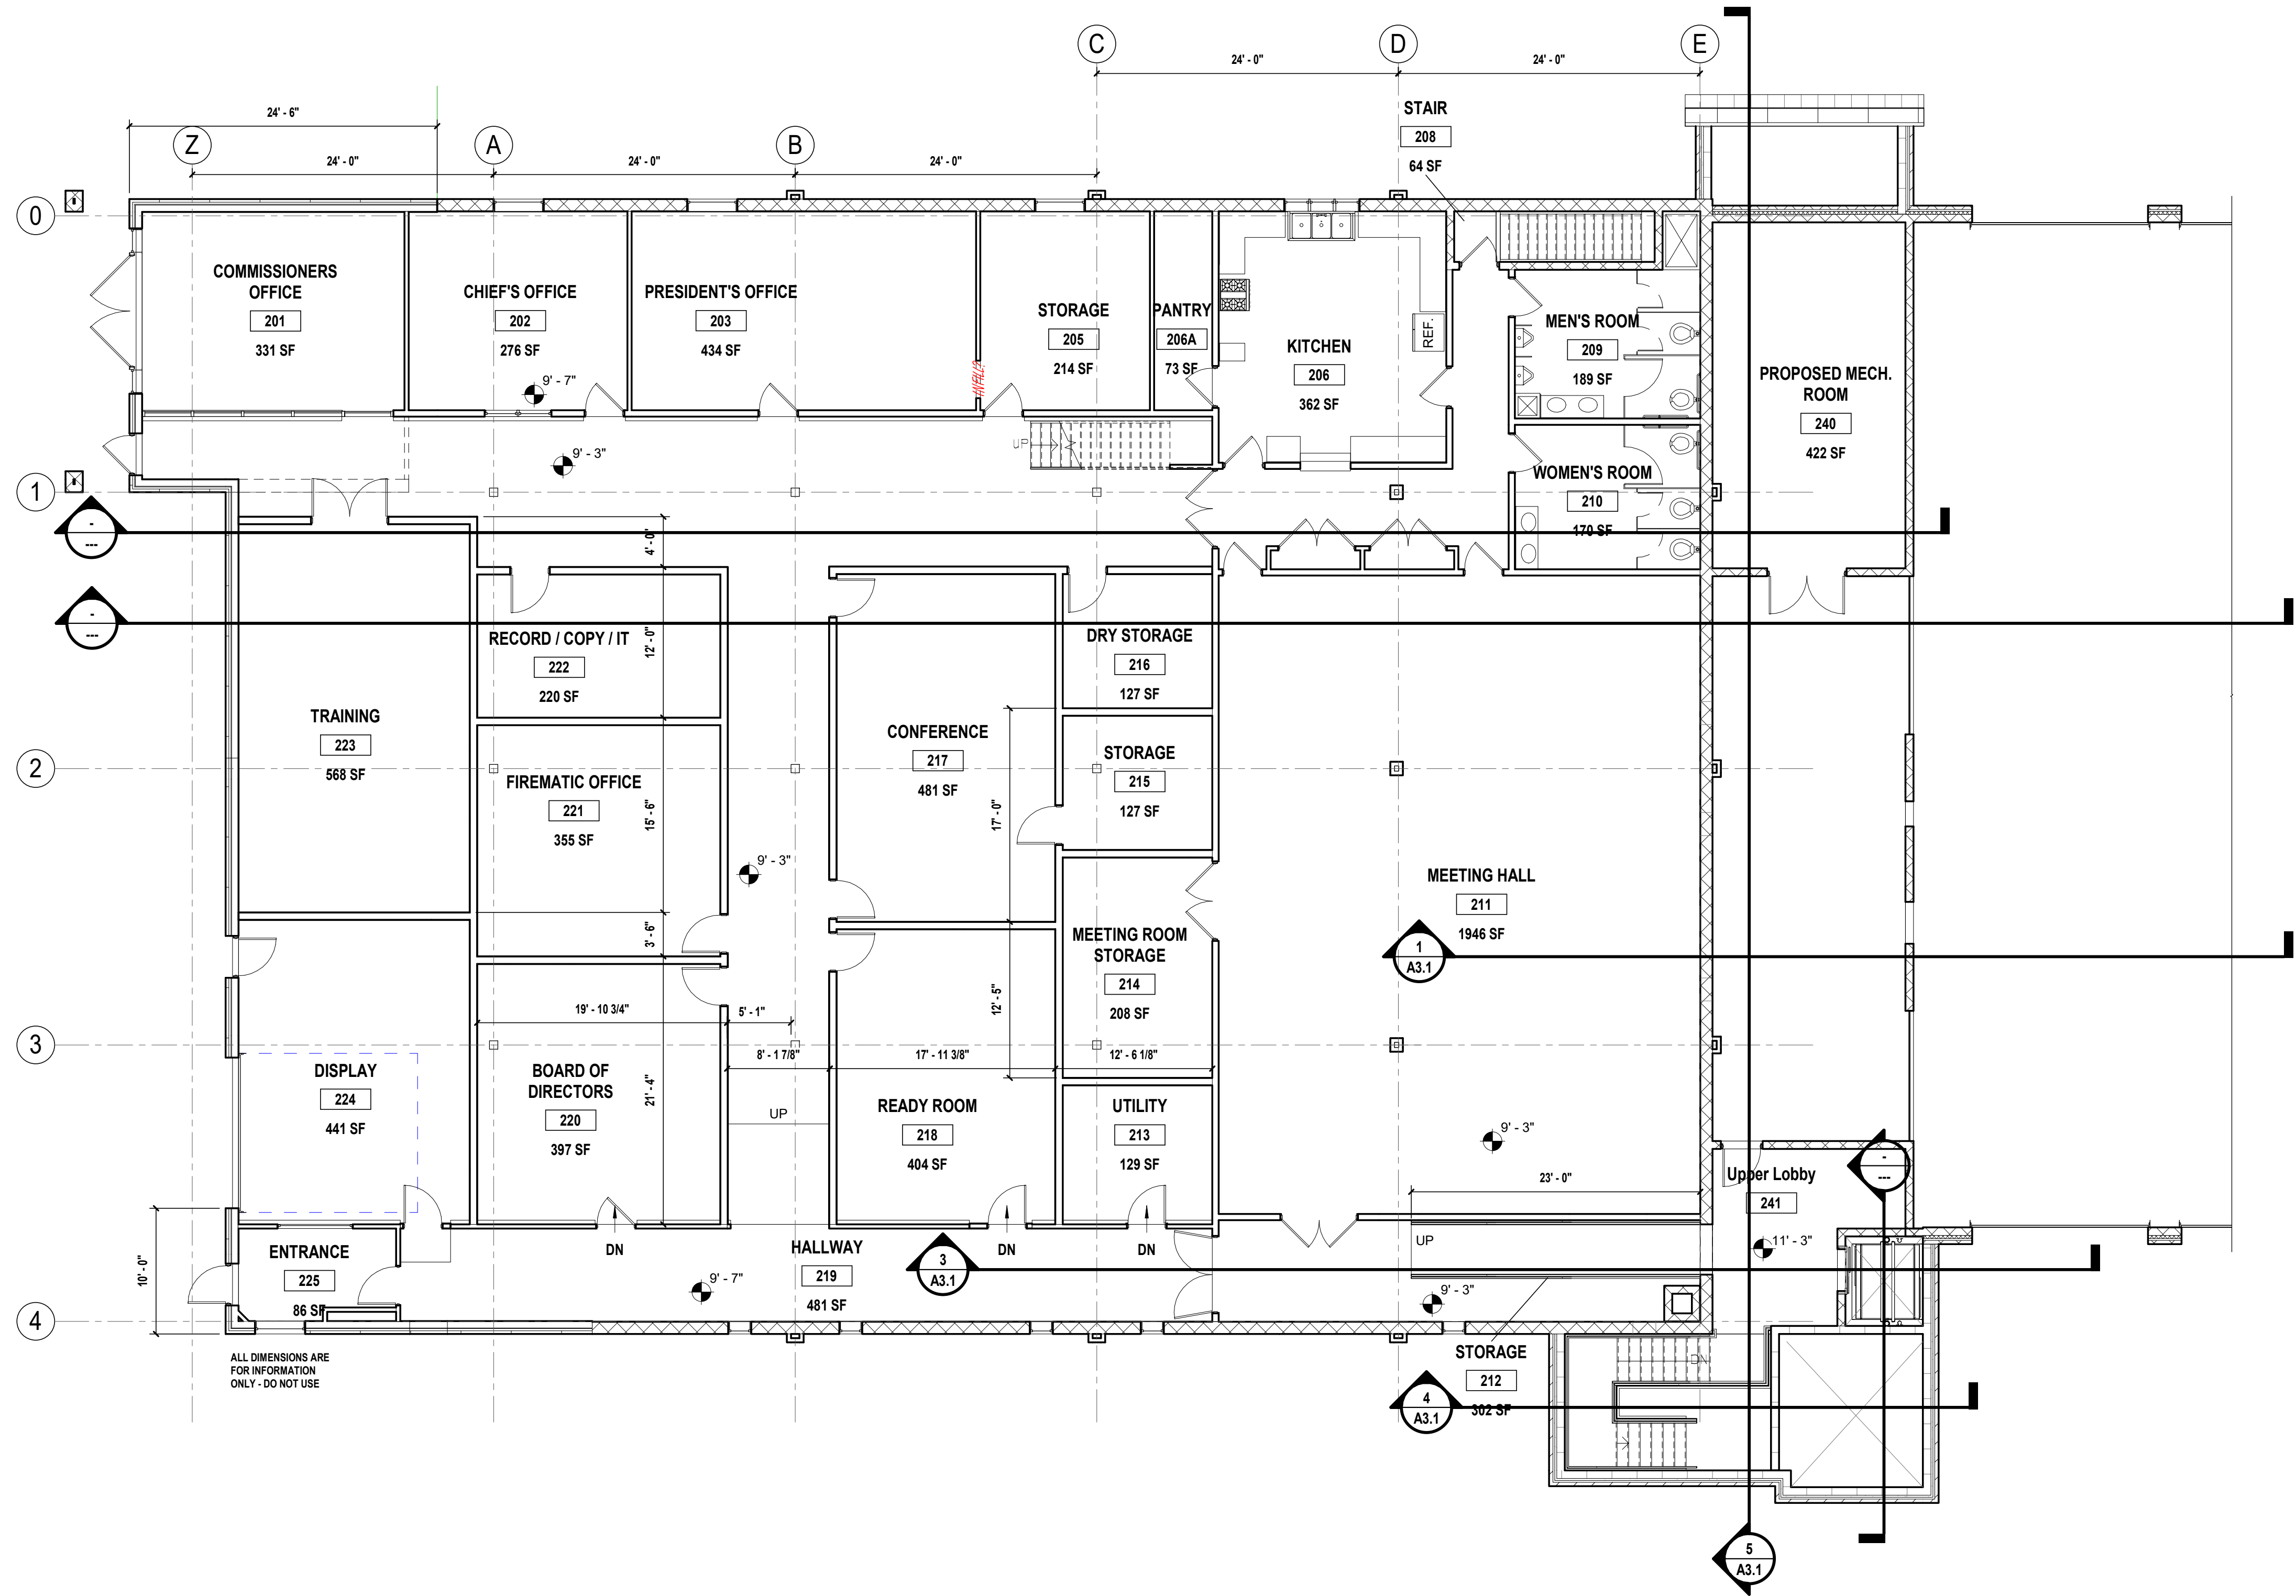 C
D
E
24' - 0"
24' - 0"
24' - 6"
STAIR
208
64 SF
Z
A
B
24' - 0"
24' - 0"
24' - 0"
0
COMMISSIONERS
OFFICE
201
331 SF
CHIEF'S OFFICE
202
276 SF
PRESIDENT'S OFFICE
203
434 SF
STORAGE
205
214 SF
PANTRY
206A
73 SF
KITCHEN
206
362 SF
REF.
MEN'S ROOM
209
189 SF
PROPOSED MECH.
ROOM
240
422 SF
INFILL?
9' - 7"
9' - 3"
UP
WOMEN'S ROOM
210
170 SF
1
-
---
-
---
4' - 0"
12' - 0"
RECORD / COPY / IT
222
220 SF
DRY STORAGE
216
127 SF
TRAINING
223
568 SF
CONFERENCE
217
481 SF
STORAGE
215
127 SF
2
FIREMATIC OFFICE
221
355 SF
15' - 6"
17' - 0"
9' - 3"
MEETING HALL
211
1946 SF
1
A3.1
3' - 6"
MEETING ROOM
STORAGE
214
208 SF
12' - 5"
19' - 10 3/4"
5' - 1"
3
8' - 1 7/8"
17' - 11 3/8"
12' - 6 1/8"
DISPLAY
224
441 SF
BOARD OF
DIRECTORS
220
397 SF
21' - 4"
UP
READY ROOM
218
404 SF
UTILITY
213
129 SF
9' - 3"
23' - 0"
Upper Lobby
241
-
---
11' - 3"
10' - 0"
ENTRANCE
225
86 SF
DN
HALLWAY
219
481 SF
DN
DN
3
A3.1
UP
9' - 7"
9' - 3"
4
ALL DIMENSIONS ARE
FOR INFORMATION
ONLY - DO NOT USE
STORAGE
212
302 SF
4
A3.1
DN
5
A3.1